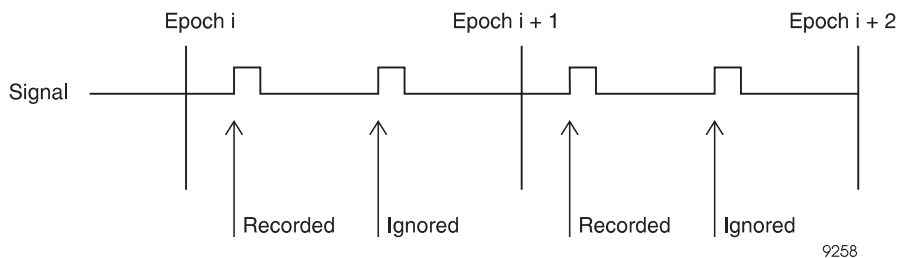 Epoch i
Epoch i + 1
Epoch i + 2
Signal
Recorded
Ignored
Recorded
Ignored
9258